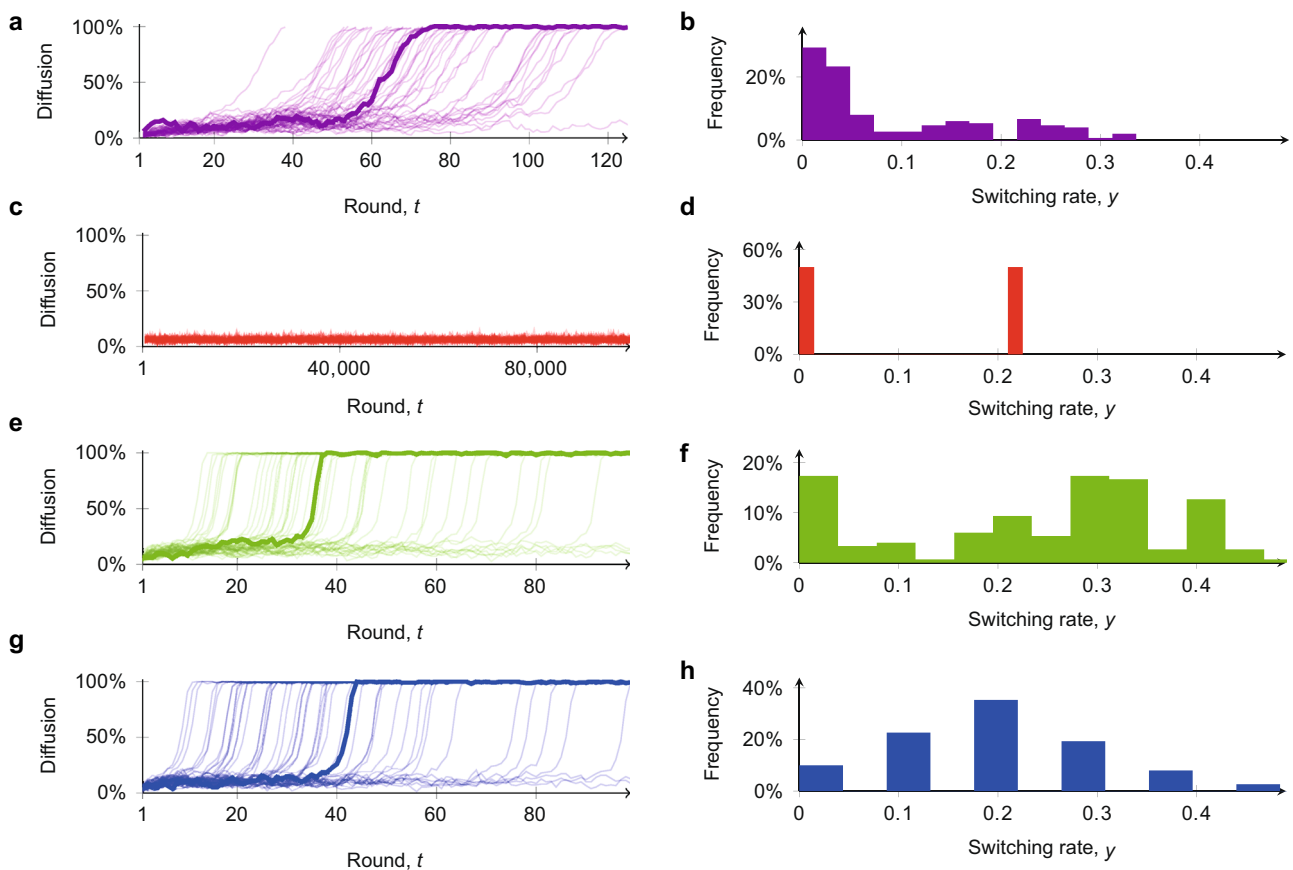 a
100%
50%
0%
Diffusion
1 20 40 60 80 100 120
Round, t
b
20%
0%
Frequency
0 0.1 0.2 0.3 0.4
Switching rate, y
c
100%
50%
0%
Diffusion
1 40,000 80,000
Round, t
d
60%
30%
0%
Frequency
0 0.1 0.2 0.3 0.4
Switching rate, y
e
100%
50%
0%
Diffusion
1 20 40 60 80
Round, t
f
20%
10%
0%
Frequency
0 0.1 0.2 0.3 0.4
Switching rate, y
g
100%
50%
0%
Diffusion
1 20 40 60 80
Round, t
h
40%
20%
0%
Frequency
0 0.1 0.2 0.3 0.4
Switching rate, y